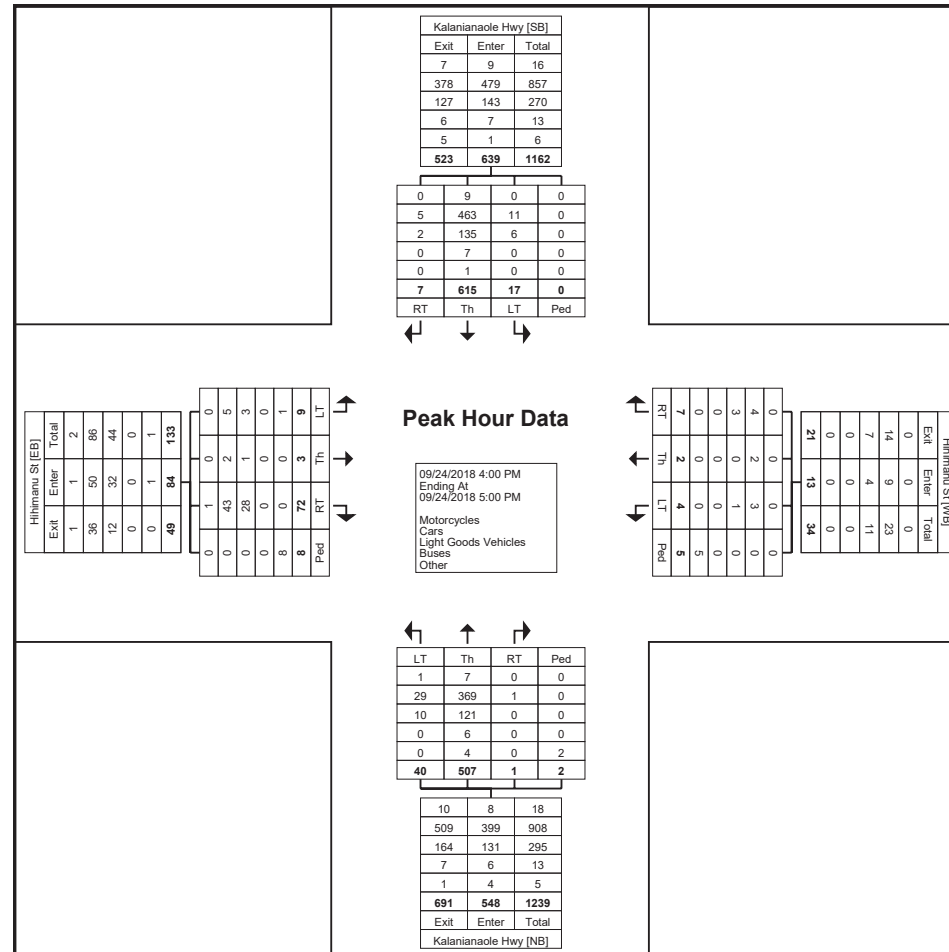 Kalanianaole Hwy [SB]
Exit Enter Total
7 9 16
378 479 857
127 143 270
6 7 13
5 1 6
523 639 1162
0 9 0 0
5 463 11 0
2 135 6 0
0 7 0 0
0 1 0 0
7 615 17 0
RT Th LT Ped
Hihimanu St [EB]
Exit Enter Total
1 1 2
36 50 86
12 32 44
0 0 0
0 1 1
49 84 133
0 1 0 0
0 43 2 5
0 28 1 3
0 0 0 0
8 0 0 1
8 72 3 9
Ped RT Th LT
Peak Hour Data
09/24/2018 4:00 PM
Ending At
09/24/2018 5:00 PM
Motorcycles
Cars
Light Goods Vehicles
Buses
Other
Hihimanu St [WB]
Exit Enter Total
0 0 0
14 9 23
7 4 11
0 0 0
0 0 0
21 13 34
0 0 0 0
4 2 3 0
3 0 1 0
0 0 0 0
0 0 0 5
7 2 4 5
RT Th LT Ped
LT Th RT Ped
1 7 0 0
29 369 1 0
10 121 0 0
0 6 0 0
0 4 0 2
40 507 1 2
10 8 18
509 399 908
164 131 295
7 6 13
1 4 5
691 548 1239
Exit Enter Total
Kalanianaole Hwy [NB]